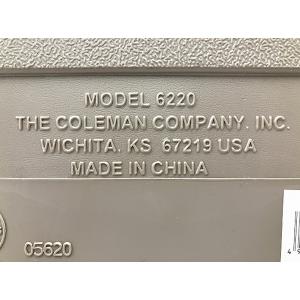 MODEL 6220
THE COLEMAN COMPANY, INC.
WICHITA, KS 67219 USA
MADE IN CHINA
05620